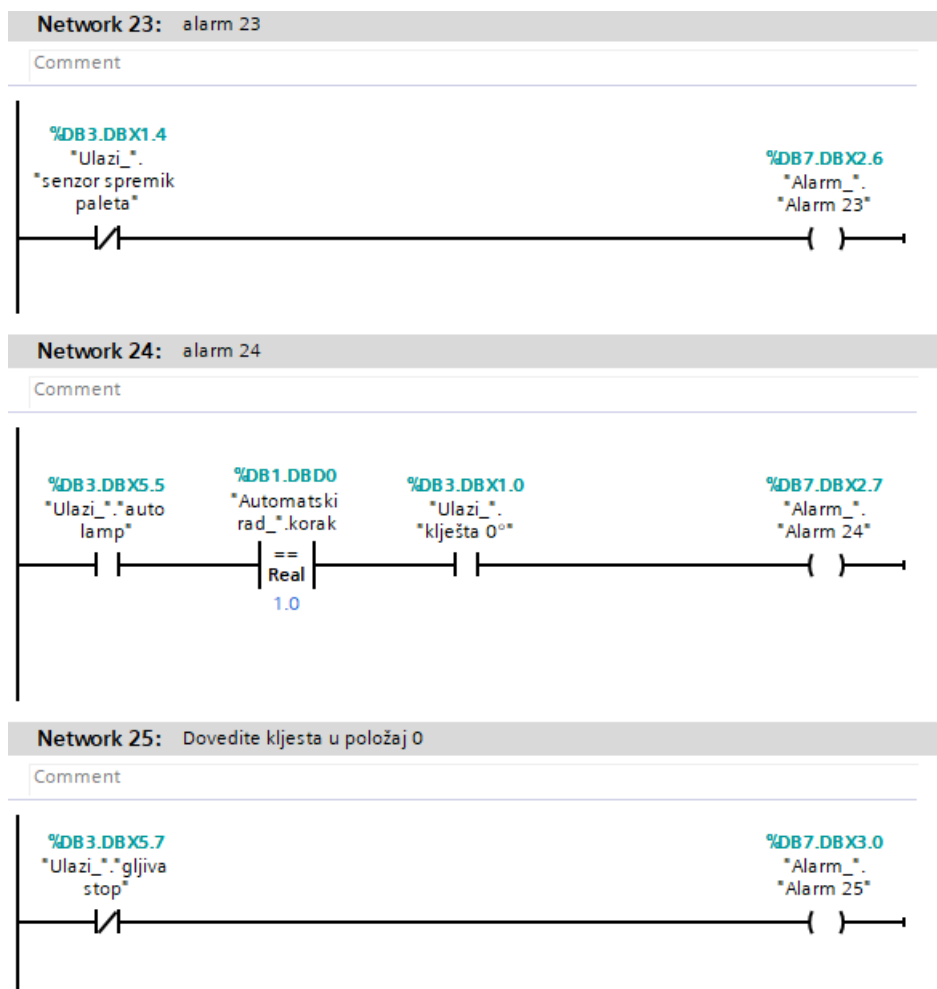 Network 23: alarm 23
Comment
%DB3.DBX1.4
"Ulazi_".
"senzor spremik
paleta"
%DB7.DBX2.6
"Alarm_".
"Alarm 23"
Network 24: alarm 24
Comment
%DB3.DBX5.5
"Ulazi_"."auto
lamp"
%DB1.DBD0
"Automatski
rad_".korak
==
Real
1.0
%DB3.DBX1.0
"Ulazi_".
"klješta 0°"
%DB7.DBX2.7
"Alarm_".
"Alarm 24"
Network 25: Dovedite kljesta u položaj 0
Comment
%DB3.DBX5.7
"Ulazi_"."gljiva
stop"
%DB7.DBX3.0
"Alarm_".
"Alarm 25"